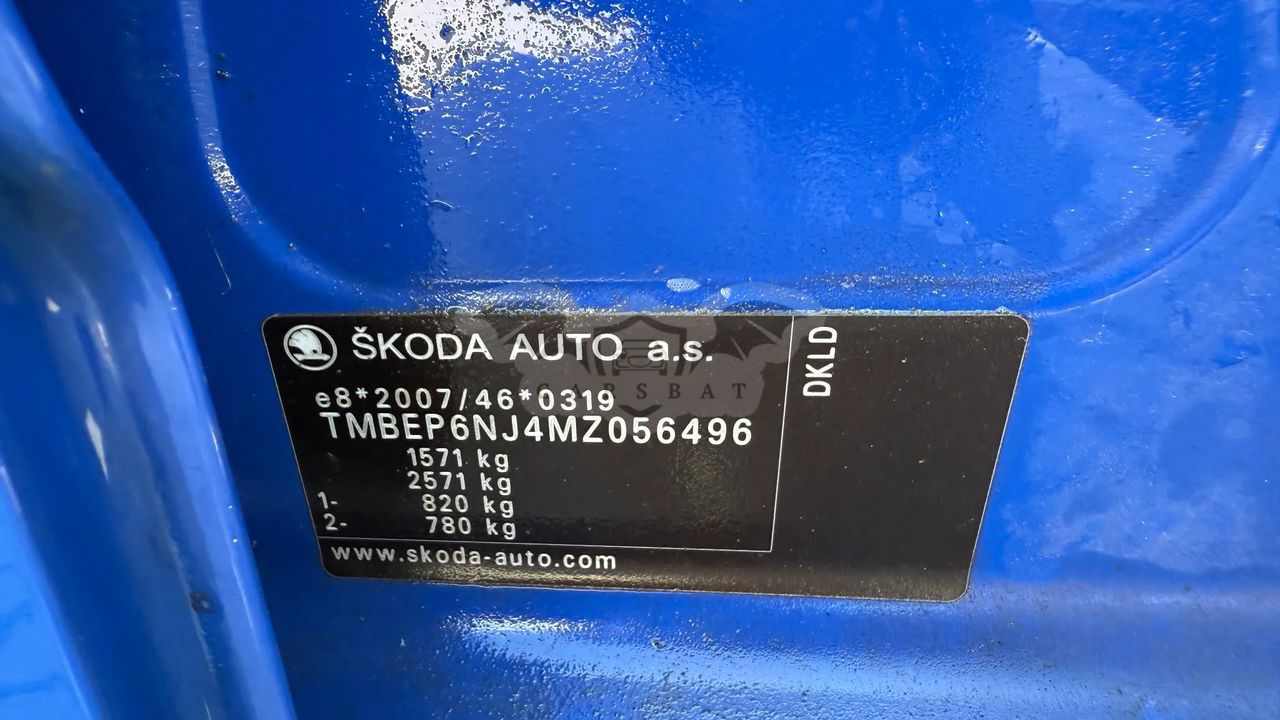 ŠKODA AUTO a.s.
CARSBAT
e8*2007/46*0319
TMBEP6NJ4MZ056496
1571 kg
2571 kg
1- 820 kg
2- 780 kg
www.skoda-auto.com
DKLD